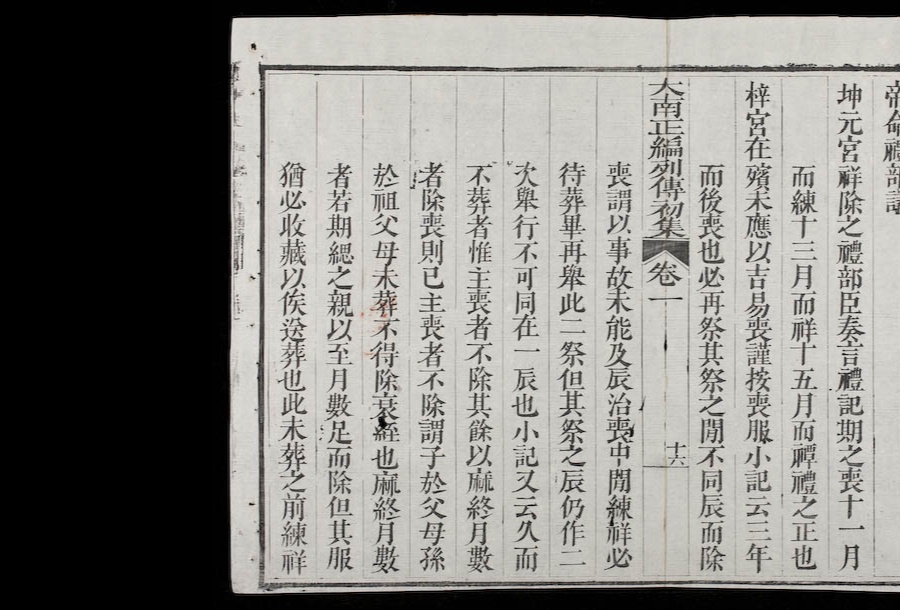 帝命禮部議
坤元宮祥除之禮部臣奏言禮記期之喪十一月
而練十三月而祥十五月而禫禮之正也
梓宮在殯未應以吉易喪謹按喪服小記云三年
而後喪也必再祭其祭之閒不同辰而除
大南正編列傳初集 卷一 十六
喪謂以事故未能及辰治喪中閒練祥必
待葬畢再舉此二祭但其祭之辰仍作二
次舉行不可同在一辰也小記又云久而
不葬者惟主喪者不除其餘以麻終月數
者除喪則已主喪者不除謂子於父母孫
於祖父母未葬不得除衰絰也麻終月數
者若期緦之親以至月數足而除但其服
猶必收藏以俟送葬也此未葬之前練祥